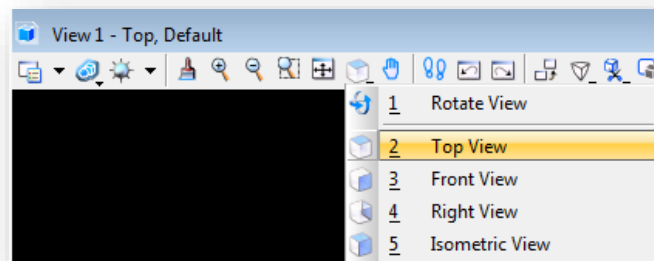 View 1 - Top, Default
1 Rotate View
2 Top View
3 Front View
4 Right View
5 Isometric View